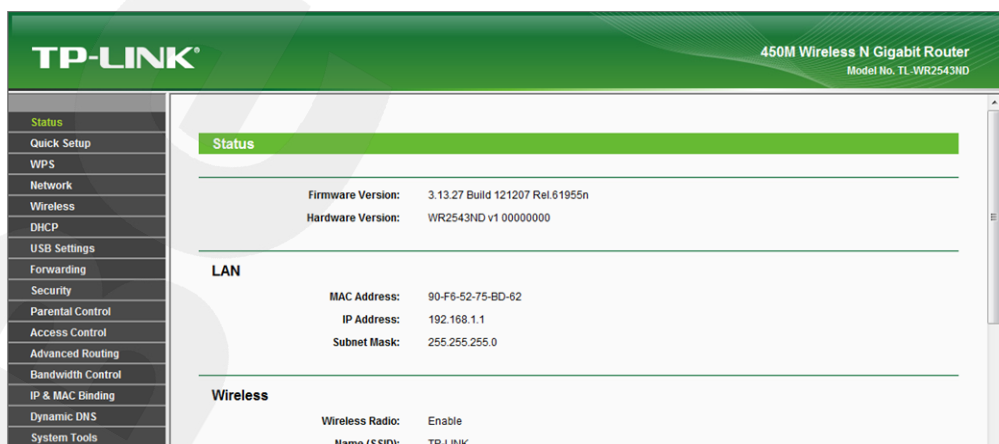 TP-LINK®
450M Wireless N Gigabit Router
Model No. TL-WR2543ND
Status
Quick Setup
WPS
Network
Wireless
DHCP
USB Settings
Forwarding
Security
Parental Control
Access Control
Advanced Routing
Bandwidth Control
IP & MAC Binding
Dynamic DNS
System Tools
Status
Firmware Version: 3.13.27 Build 121207 Rel.61955n
Hardware Version: WR2543ND v1 00000000
LAN
MAC Address: 90-F6-52-75-BD-62
IP Address: 192.168.1.1
Subnet Mask: 255.255.255.0
Wireless
Wireless Radio: Enable
Name (SSID): TP-LINK